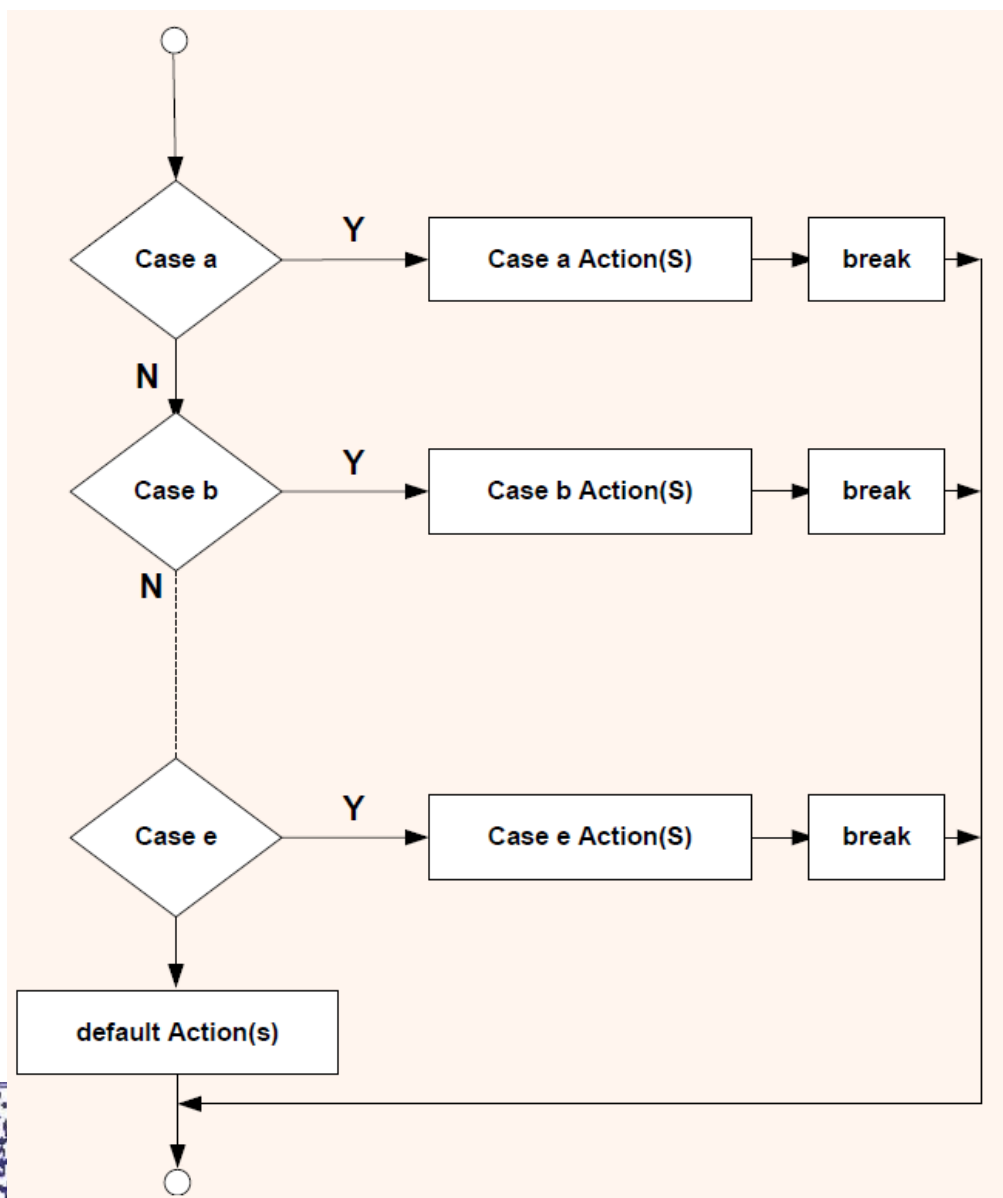 Y
Case a
Case a Action(S)
break
N
Y
Case b
Case b Action(S)
break
N
Y
Case e
Case e Action(S)
break
default Action(s)